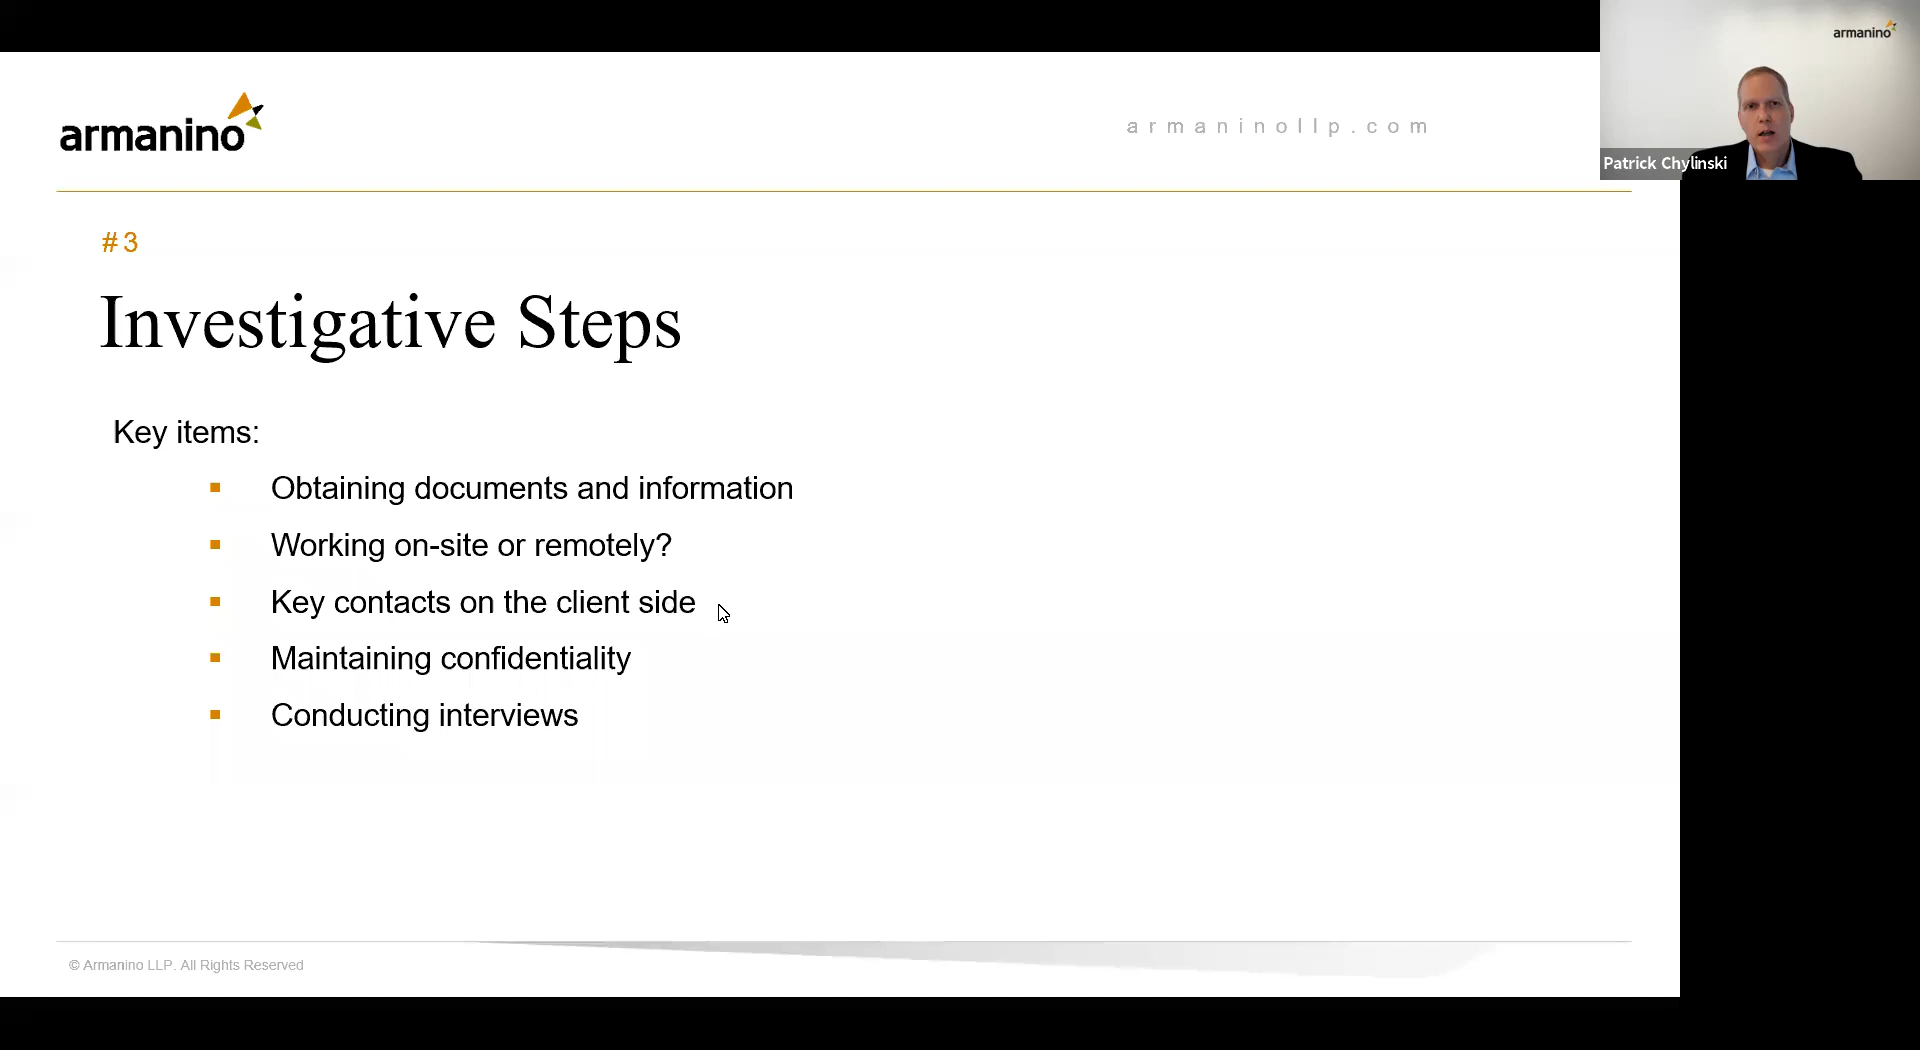 armanino
armanino
armaninollp.com
Patrick Chylinski
#3
Investigative Steps
Key items:
Obtaining documents and information
Working on-site or remotely?
Key contacts on the client side
Maintaining confidentiality
Conducting interviews
© Armanino LLP. All Rights Reserved